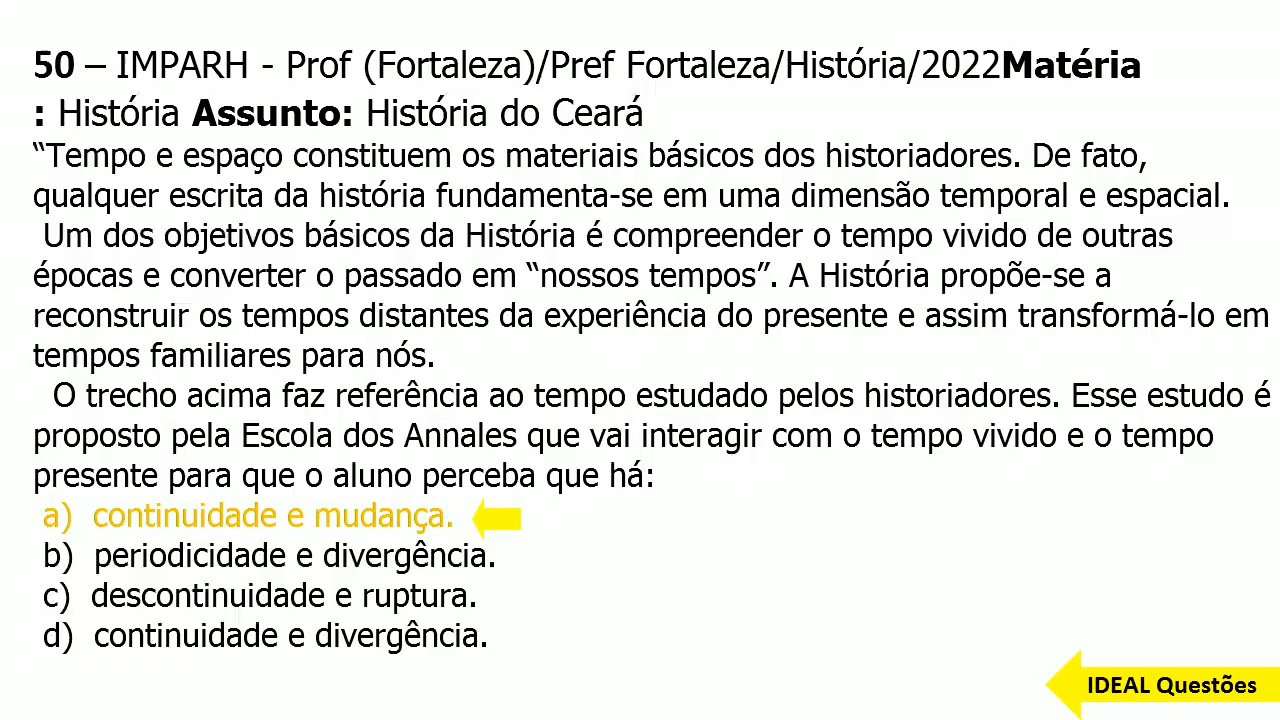 50 – IMPARH - Prof (Fortaleza)/Pref Fortaleza/História/2022Matéria
: História Assunto: História do Ceará
“Tempo e espaço constituem os materiais básicos dos historiadores. De fato,
qualquer escrita da história fundamenta-se em uma dimensão temporal e espacial.
Um dos objetivos básicos da História é compreender o tempo vivido de outras
épocas e converter o passado em “nossos tempos”. A História propõe-se a
reconstruir os tempos distantes da experiência do presente e assim transformá-lo em
tempos familiares para nós.
O trecho acima faz referência ao tempo estudado pelos historiadores. Esse estudo é
proposto pela Escola dos Annales que vai interagir com o tempo vivido e o tempo
presente para que o aluno perceba que há:
a) continuidade e mudança.
b) periodicidade e divergência.
c) descontinuidade e ruptura.
d) continuidade e divergência.
IDEAL Questões